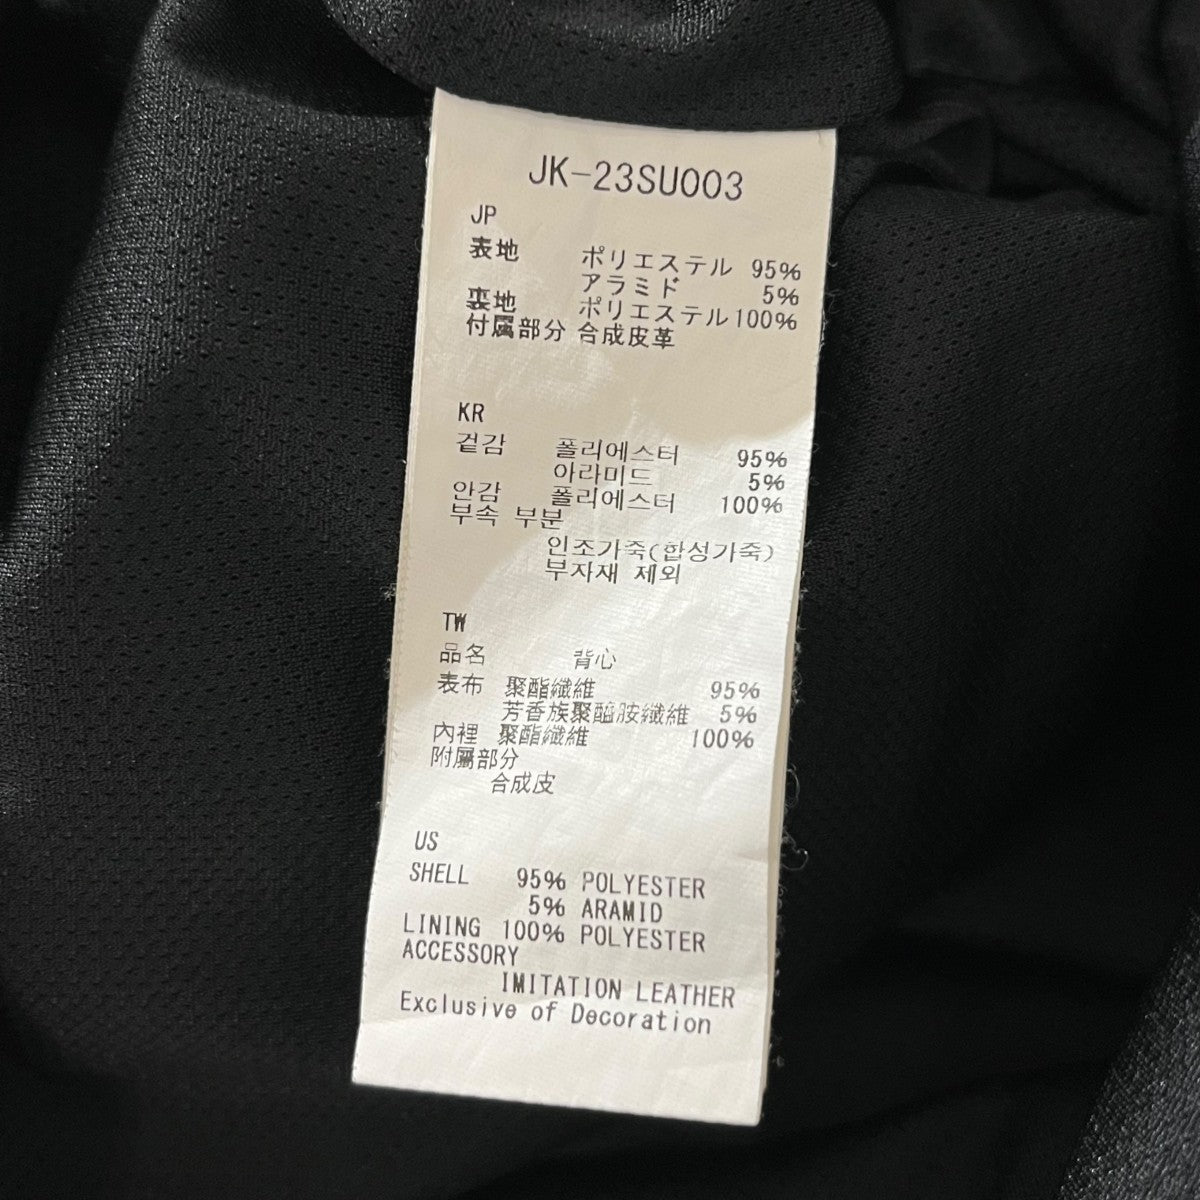 JK-23SU003
JP
表地 ポリエステル 95%
アラミド 5%
裏地 ポリエステル 100%
付属部分 合成皮革
KR
겉감 폴리에스터 95%
아라미드 5%
안감 폴리에스터 100%
부속 부분
인조가죽(합성가죽)
부자재 제외
TW
品名 背心
表布 聚酯纖維 95%
芳香族聚醯胺纖維 5%
內裡 聚酯纖維 100%
附屬部分
合成皮
US
SHELL 95% POLYESTER
5% ARAMID
LINING 100% POLYESTER
ACCESSORY
IMITATION LEATHER
Exclusive of Decoration